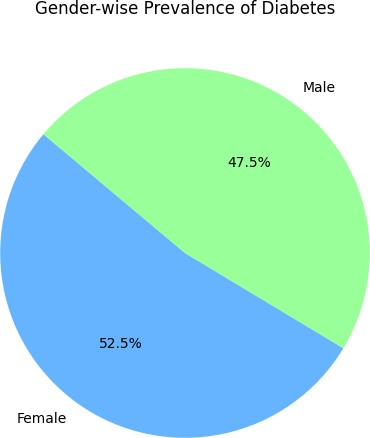 Gender-wise Prevalence of Diabetes
Male
47.5%
52.5%
Female